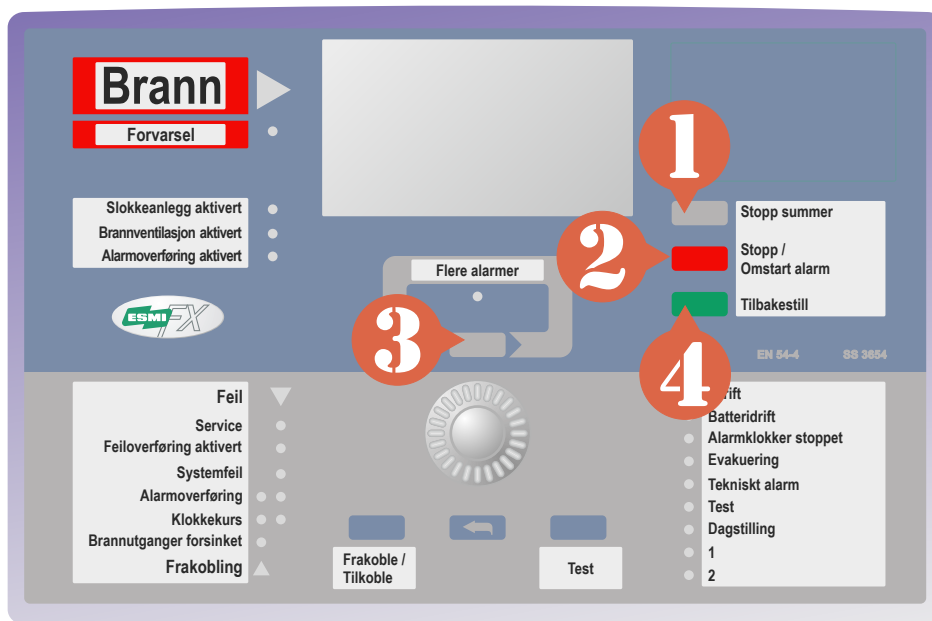 Brann
Forvarsel
Slokkeanlegg aktivert
Brannventilasjon aktivert
Alarmoverføring aktivert
ESMI FX
Flere alarmer
1
2
3
4
Stopp summer
Stopp /
Omstart alarm
Tilbakestill
EN 54-4 SS 3654
Feil
Service
Feiloverføring aktivert
Systemfeil
Alarmoverføring
Klokkekurs
Brannutganger forsinket
Frakobling
Frakoble /
Tilkoble
Test
Batteridrift
Alarmklokker stoppet
Evakuering
Tekniskt alarm
Test
Dagstilling
1
2